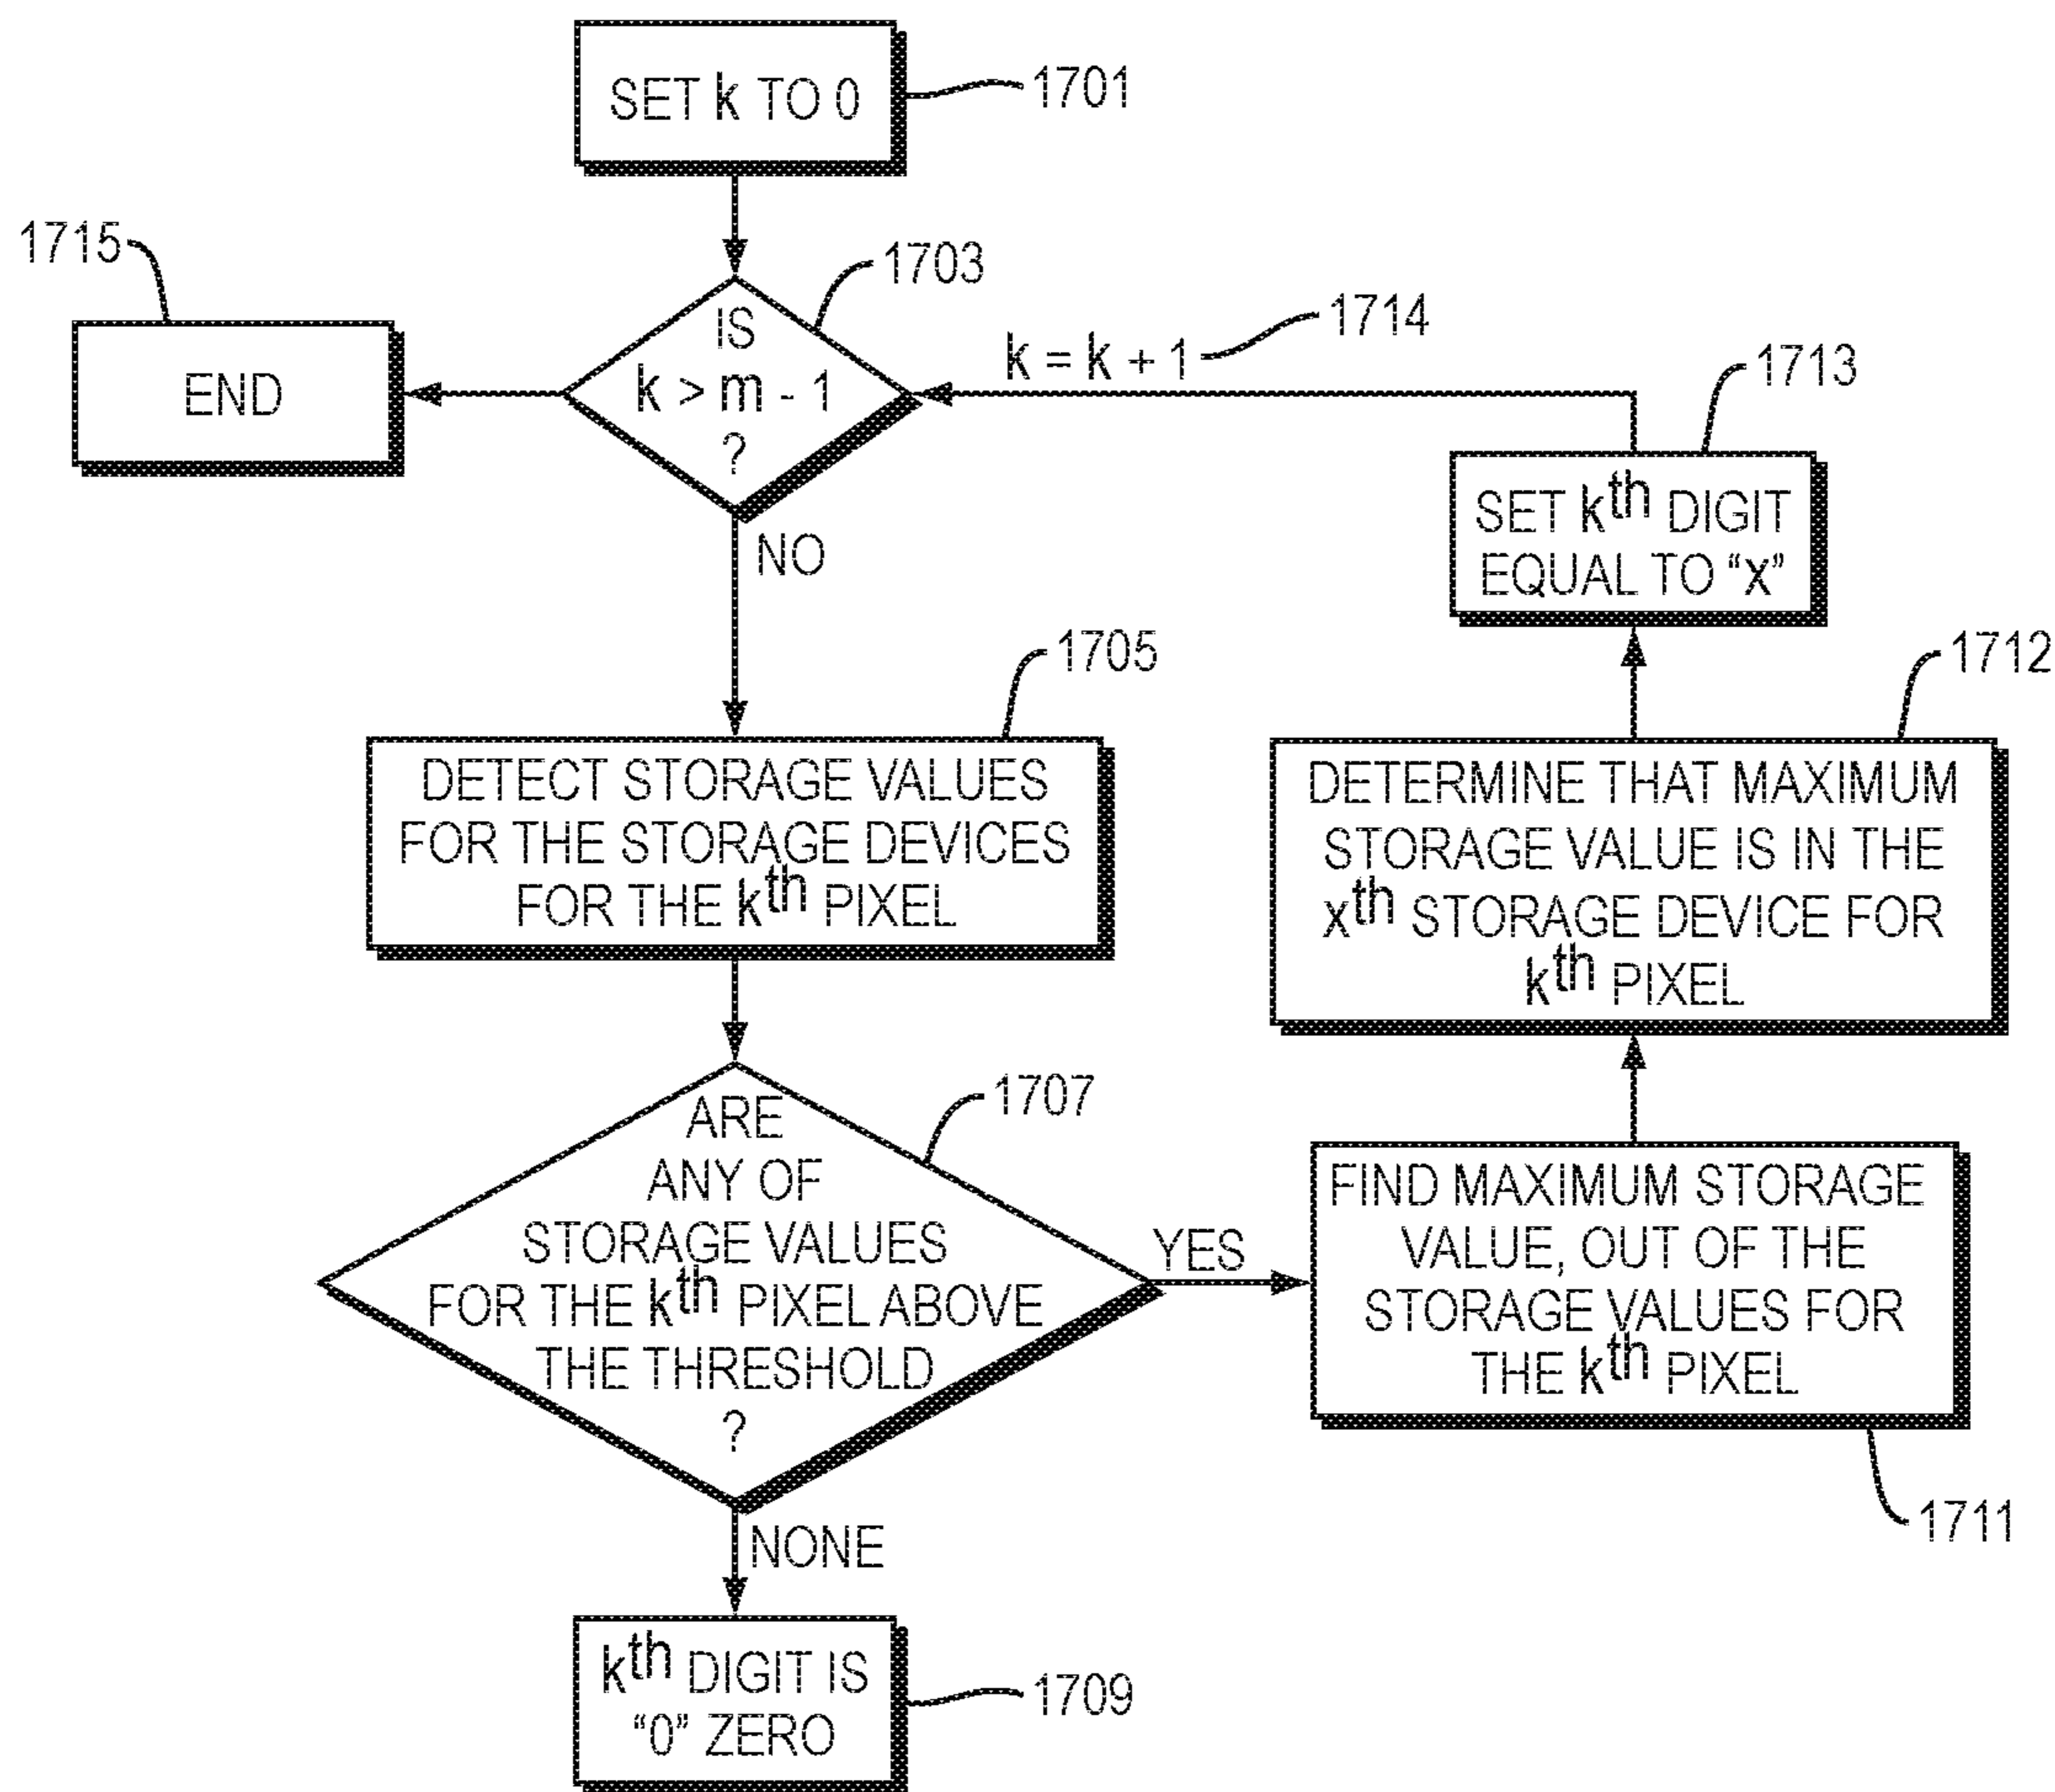 SET k TO 0
1701
1715
END
IS
k > m - 1
?
1703
k = k + 1
1714
1713
SET kth DIGIT
EQUAL TO “x”
NO
1705
DETECT STORAGE VALUES
FOR THE STORAGE DEVICES
FOR THE kth PIXEL
1712
DETERMINE THAT MAXIMUM
STORAGE VALUE IS IN THE
xth STORAGE DEVICE FOR
kth PIXEL
1707
ARE
ANY OF
STORAGE VALUES
FOR THE kth PIXEL ABOVE
THE THRESHOLD
?
YES
FIND MAXIMUM STORAGE
VALUE, OUT OF THE
STORAGE VALUES FOR
THE kth PIXEL
1711
NONE
kth DIGIT IS
“0” ZERO
1709